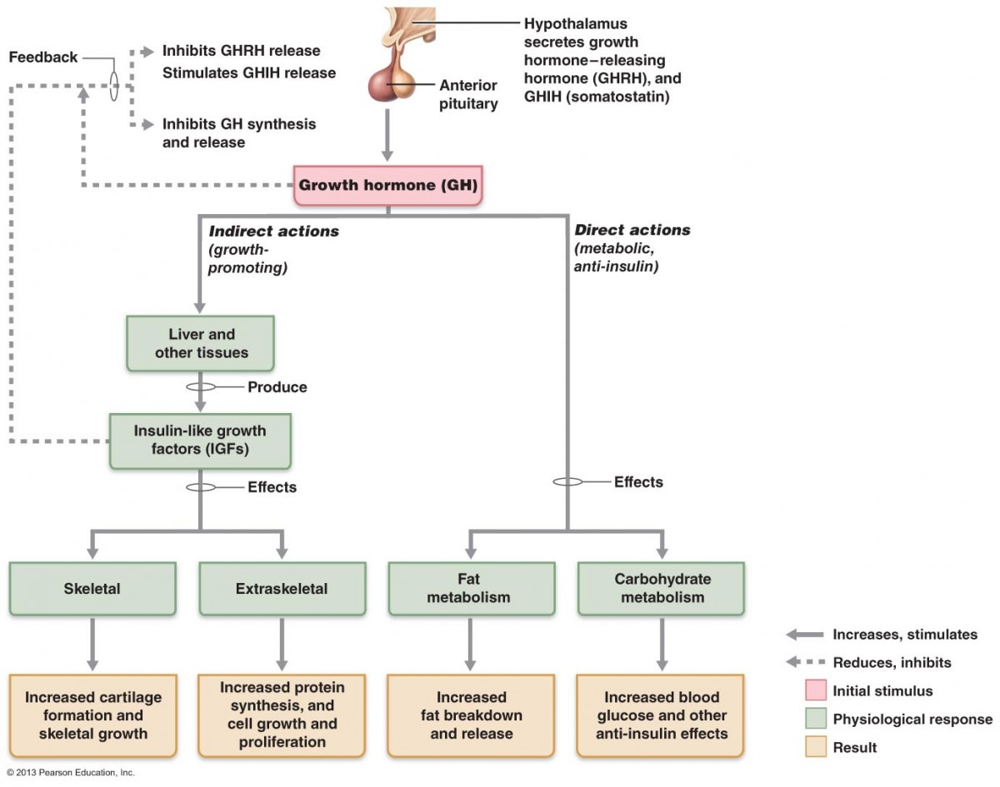 Feedback
Inhibits GHRH release
Stimulates GHIH release
Inhibits GH synthesis
and release
Hypothalamus
secretes growth
hormone–releasing
hormone (GHRH), and
GHIH (somatostatin)
Anterior
pituitary
Growth hormone (GH)
Indirect actions
(growth-
promoting)
Direct actions
(metabolic,
anti-insulin)
Liver and
other tissues
Produce
Insulin-like growth
factors (IGFs)
Effects
Effects
Skeletal
Extraskeletal
Fat
metabolism
Carbohydrate
metabolism
Increased cartilage
formation and
skeletal growth
Increased protein
synthesis, and
cell growth and
proliferation
Increased
fat breakdown
and release
Increased blood
glucose and other
anti-insulin effects
Increases, stimulates
Reduces, inhibits
Initial stimulus
Physiological response
Result
© 2013 Pearson Education, Inc.